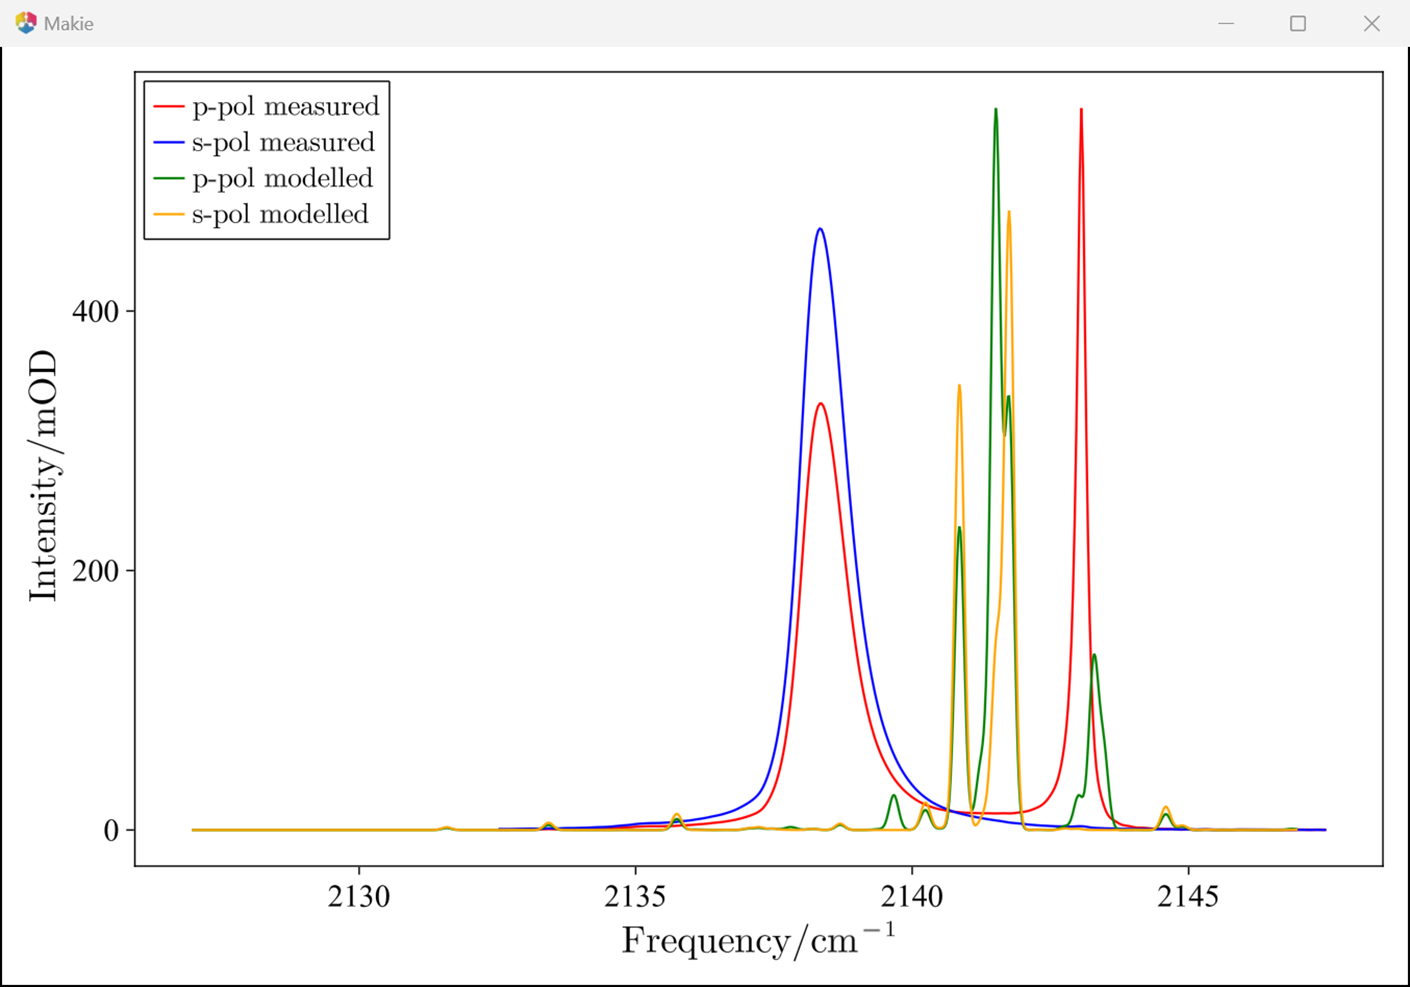 Makie
p-pol measured
s-pol measured
p-pol modelled
s-pol modelled
400
200
0
Intensity/mOD
2130 2135 2140 2145
Frequency/cm⁻¹